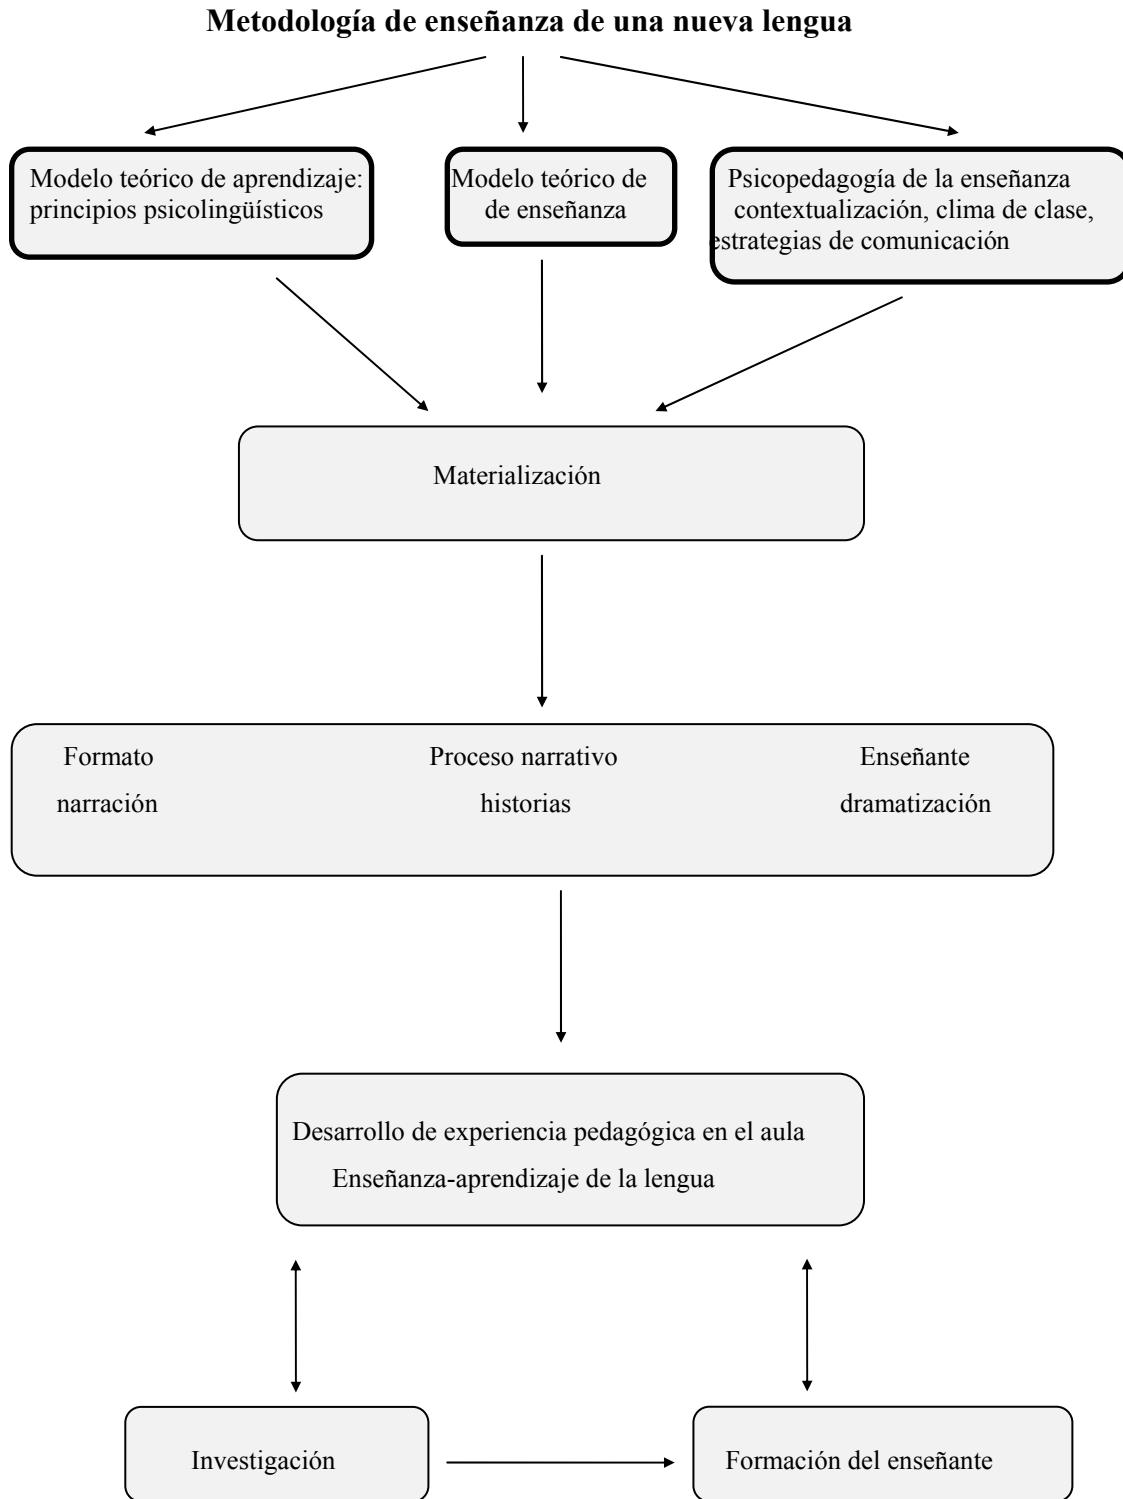 Metodología de enseñanza de una nueva lengua
Modelo teórico de aprendizaje:
principios psicolingüísticos
Modelo teórico de
de enseñanza
Psicopedagogía de la enseñanza
contextualización, clima de clase,
estrategias de comunicación
Materialización
Formato
narración
Proceso narrativo
historias
Enseñante
dramatización
Desarrollo de experiencia pedagógica en el aula
Enseñanza-aprendizaje de la lengua
Investigación
Formación del enseñante